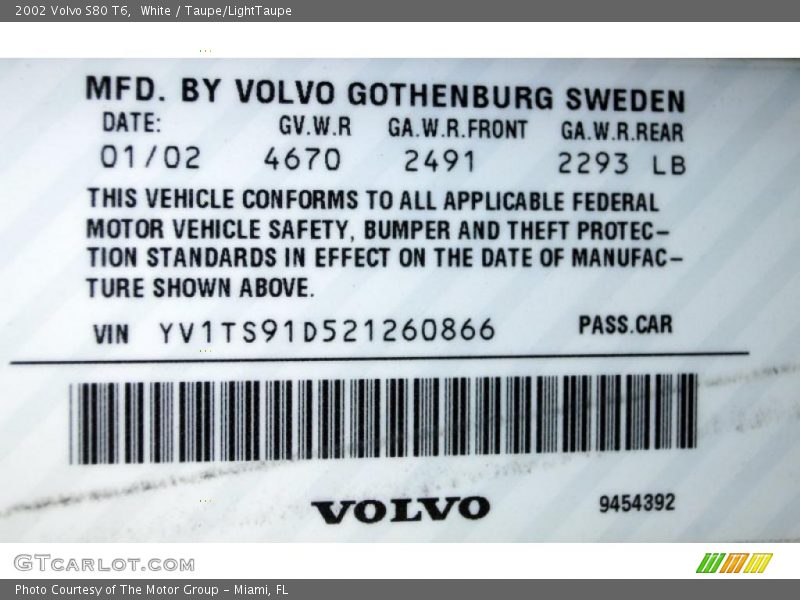 2002 Volvo S80 T6,  White / Taupe/LightTaupe
MFD. BY VOLVO GOTHENBURG SWEDEN
DATE: GV.W.R GA.W.R.FRONT GA.W.R.REAR
01/02 4670 2491 2293 LB
THIS VEHICLE CONFORMS TO ALL APPLICABLE FEDERAL
MOTOR VEHICLE SAFETY, BUMPER AND THEFT PROTEC-
TION STANDARDS IN EFFECT ON THE DATE OF MANUFAC-
TURE SHOWN ABOVE.
VIN YV1TS91D521260866 PASS.CAR
VOLVO 9454392
GTCARLOT.COM
Photo Courtesy of The Motor Group - Miami, FL